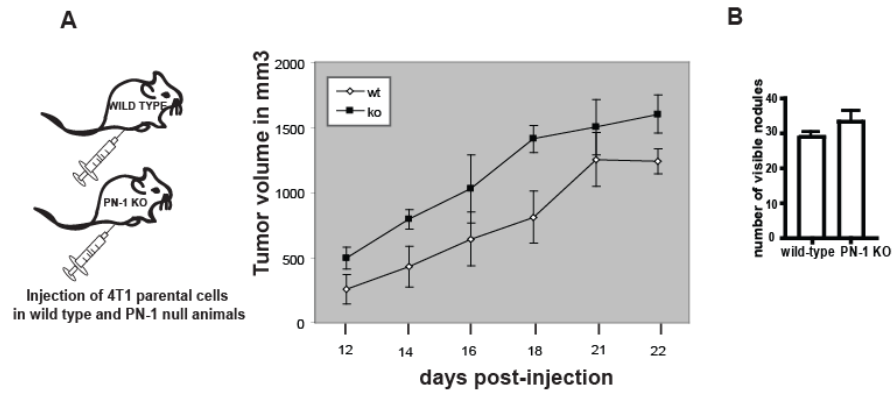 A
B
WILD TYPE
PN-1 KO
Injection of 4T1 parental cells
in wild type and PN-1 null animals
Tumor volume in mm3
2000
1500
1000
500
0
wt
ko
12
14
16
18
21
22
days post-injection
number of visible nodules
40
30
20
10
0
wild-type PN-1 KO